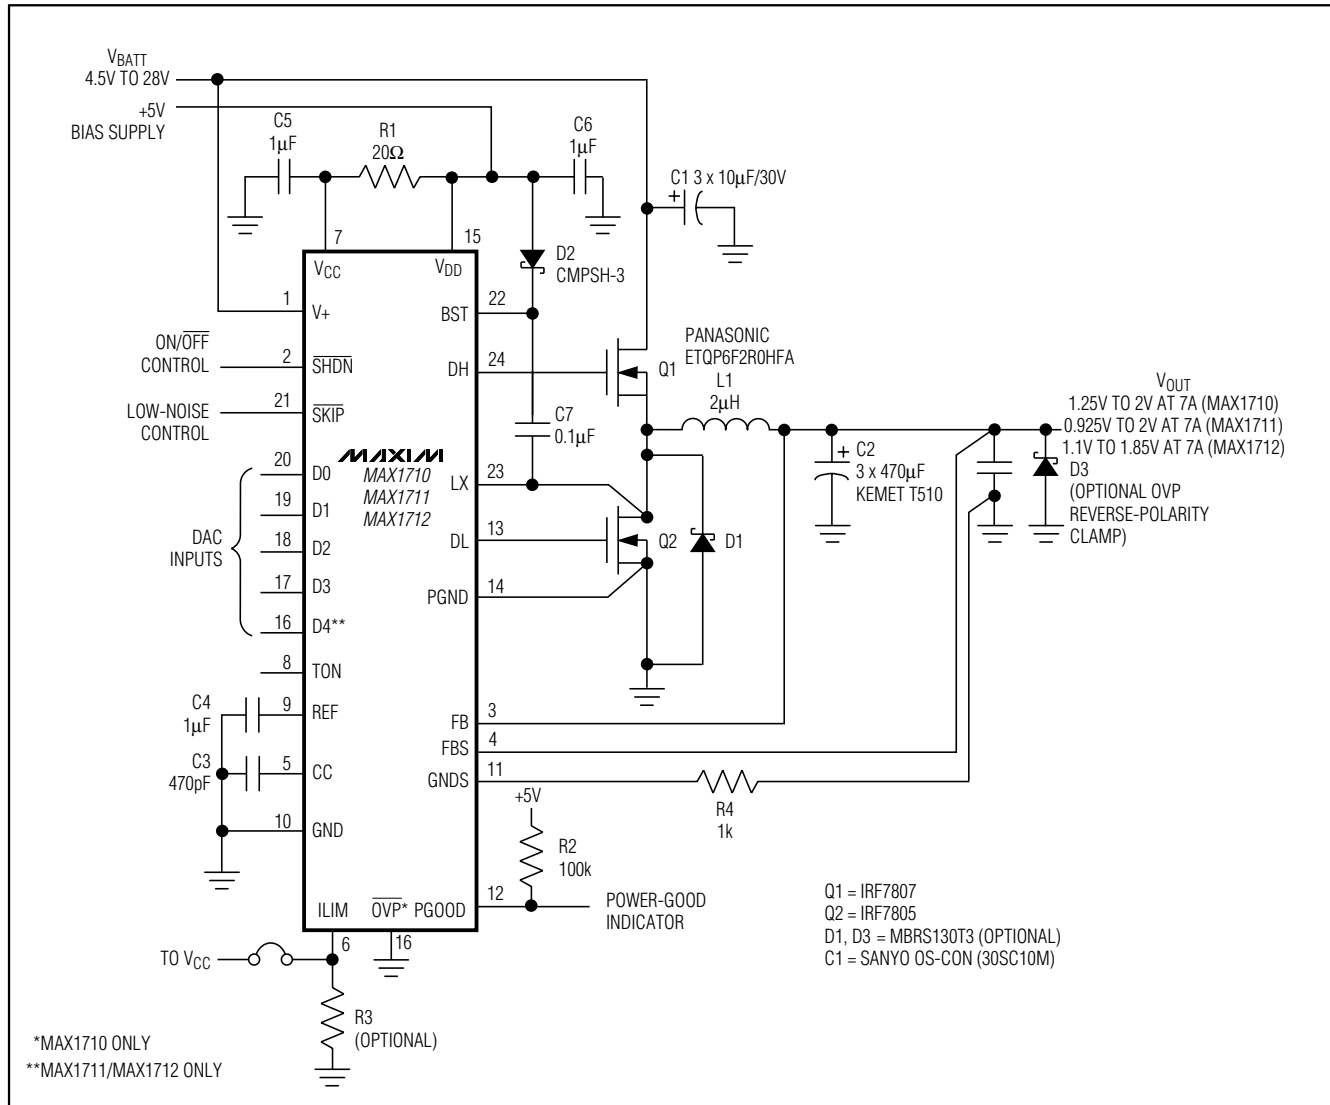 VBATT
4.5V TO 28V
+5V
BIAS SUPPLY
C5
1µF
R1
20Ω
C6
1µF
C1 3 x 10µF/30V
+
7
15
VCC
VDD
D2
CMPSH-3
1
V+
22
BST
ON/OFF
CONTROL
2
SHDN
24
DH
Q1
PANASONIC
ETQP6F2R0HFA
L1
2µH
LOW-NOISE
CONTROL
21
SKIP
C7
0.1µF
VOUT
1.25V TO 2V AT 7A (MAX1710)
0.925V TO 2V AT 7A (MAX1711)
1.1V TO 1.85V AT 7A (MAX1712)
MAXIM
MAX1710
MAX1711
MAX1712
20
D0
19
D1
18
D2
17
D3
16
D4**
DAC
INPUTS
23
LX
13
DL
Q2
D1
14
PGND
+
C2
3 x 470µF
KEMET T510
D3
(OPTIONAL OVP
REVERSE-POLARITY
CLAMP)
8
TON
C4
1µF
9
REF
3
FB
4
FBS
C3
470pF
5
CC
11
GNDS
R4
1k
10
GND
+5V
R2
100k
12
PGOOD
POWER-GOOD
INDICATOR
ILIM
OVP*
6
16
TO VCC
R3
(OPTIONAL)
Q1 = IRF7807
Q2 = IRF7805
D1, D3 = MBRS130T3 (OPTIONAL)
C1 = SANYO OS-CON (30SC10M)
*MAX1710 ONLY
**MAX1711/MAX1712 ONLY